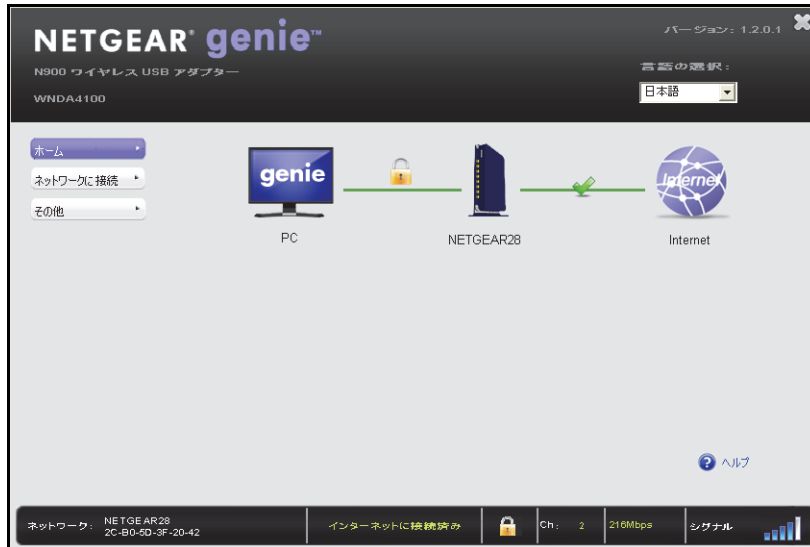 NETGEAR® genie™
バージョン: 1.2.0.1
N900 ワイヤレス USB アダプター
言語の選択:
WNDA4100
日本語
ホーム
ネットワークに接続
その他
genie
Internet
PC
NETGEAR28
Internet
ヘルプ
ネットワーク: NETGEAR28
2C-B0-5D-3F-20-42
インターネットに接続済み
Ch: 2
216Mbps
シグナル